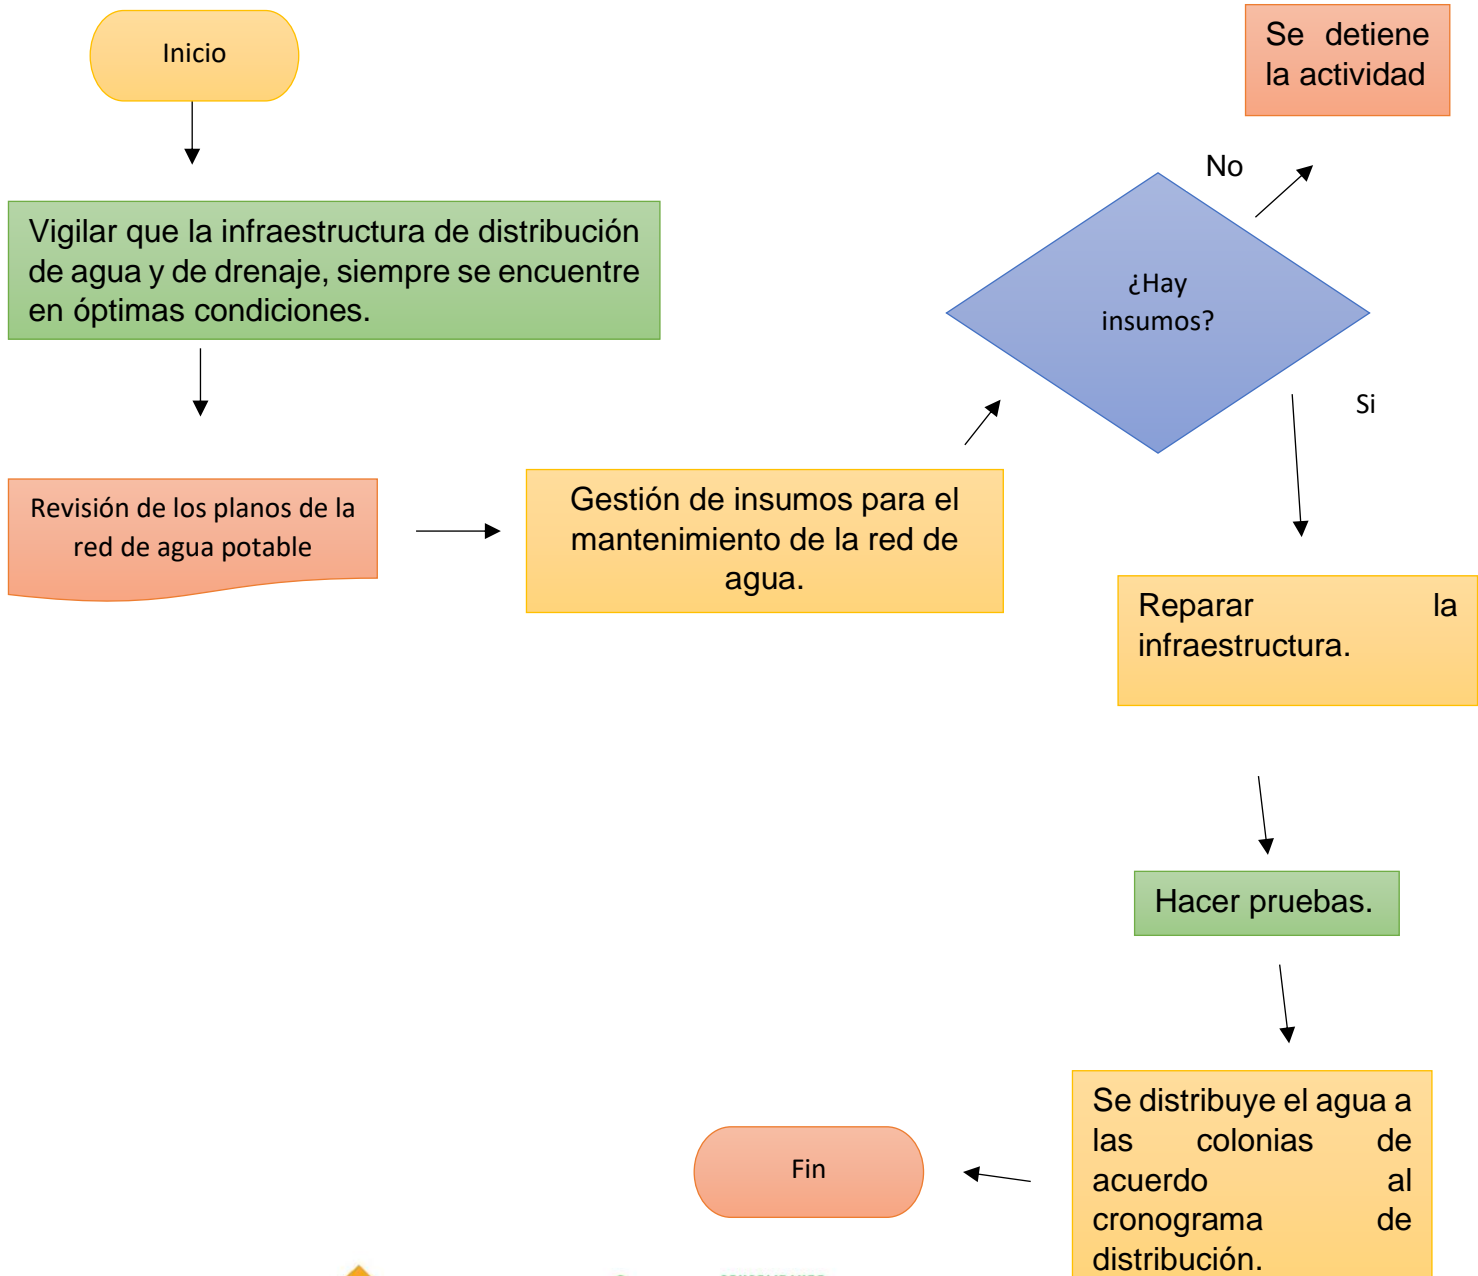 Inicio
Vigilar que la infraestructura de distribución
de agua y de drenaje, siempre se encuentre
en óptimas condiciones.
Revisión de los planos de la
red de agua potable
Gestión de insumos para el
mantenimiento de la red de
agua.
¿Hay
insumos?
No
Se detiene
la actividad
Si
Reparar la
infraestructura.
Hacer pruebas.
Se distribuye el agua a
las colonias de
acuerdo al
cronograma de
distribución.
Fin